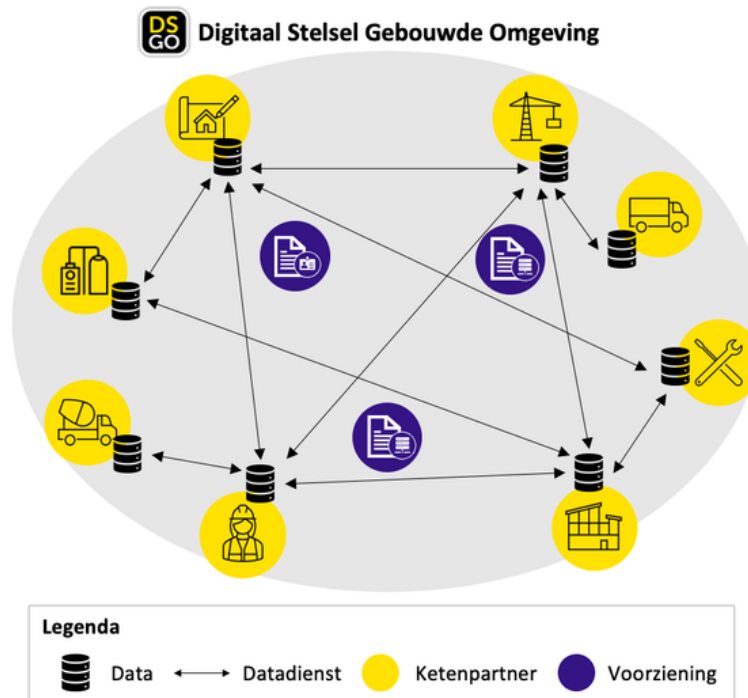 DS
GO
Digitaal Stelsel Gebouwde Omgeving
Legenda
Data
Datadienst
Ketenpartner
Voorziening